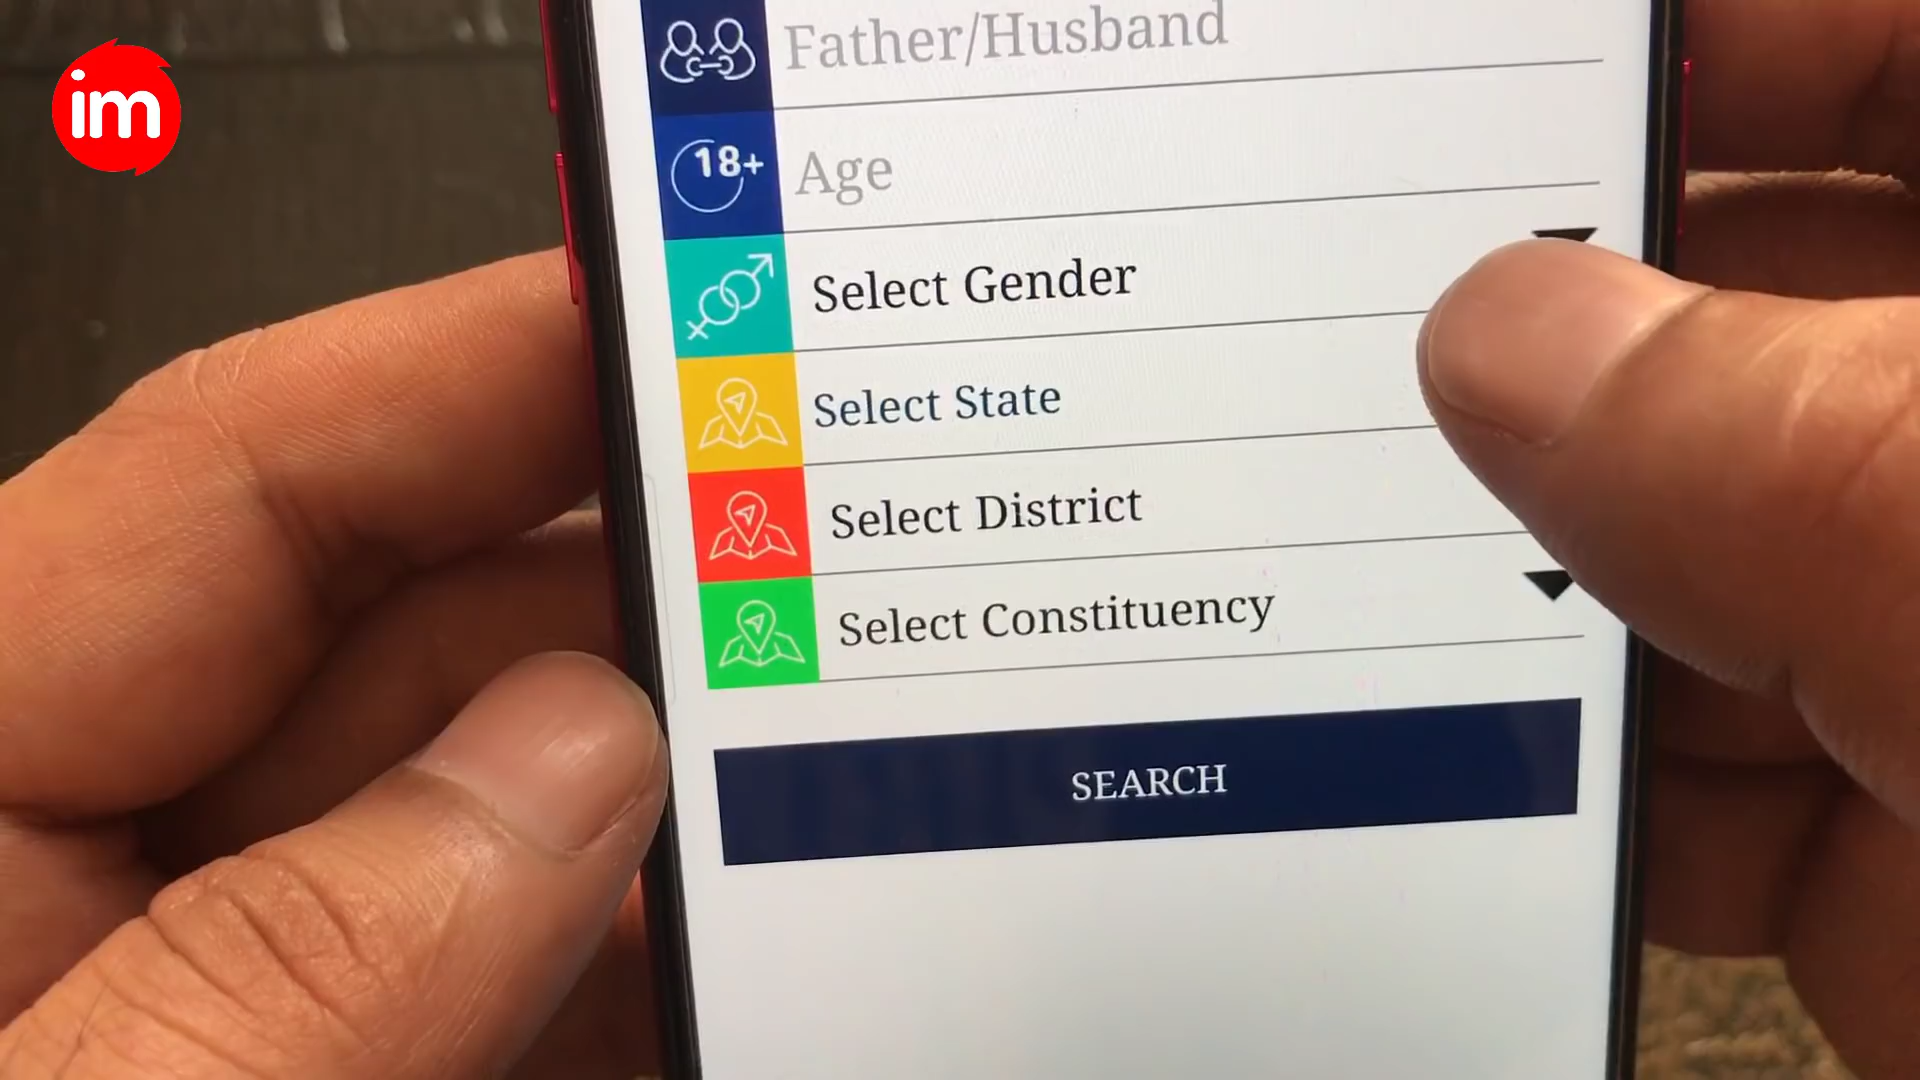 im
Father/Husband
18+
Age
Select Gender
Select State
Select District
Select Constituency
SEARCH